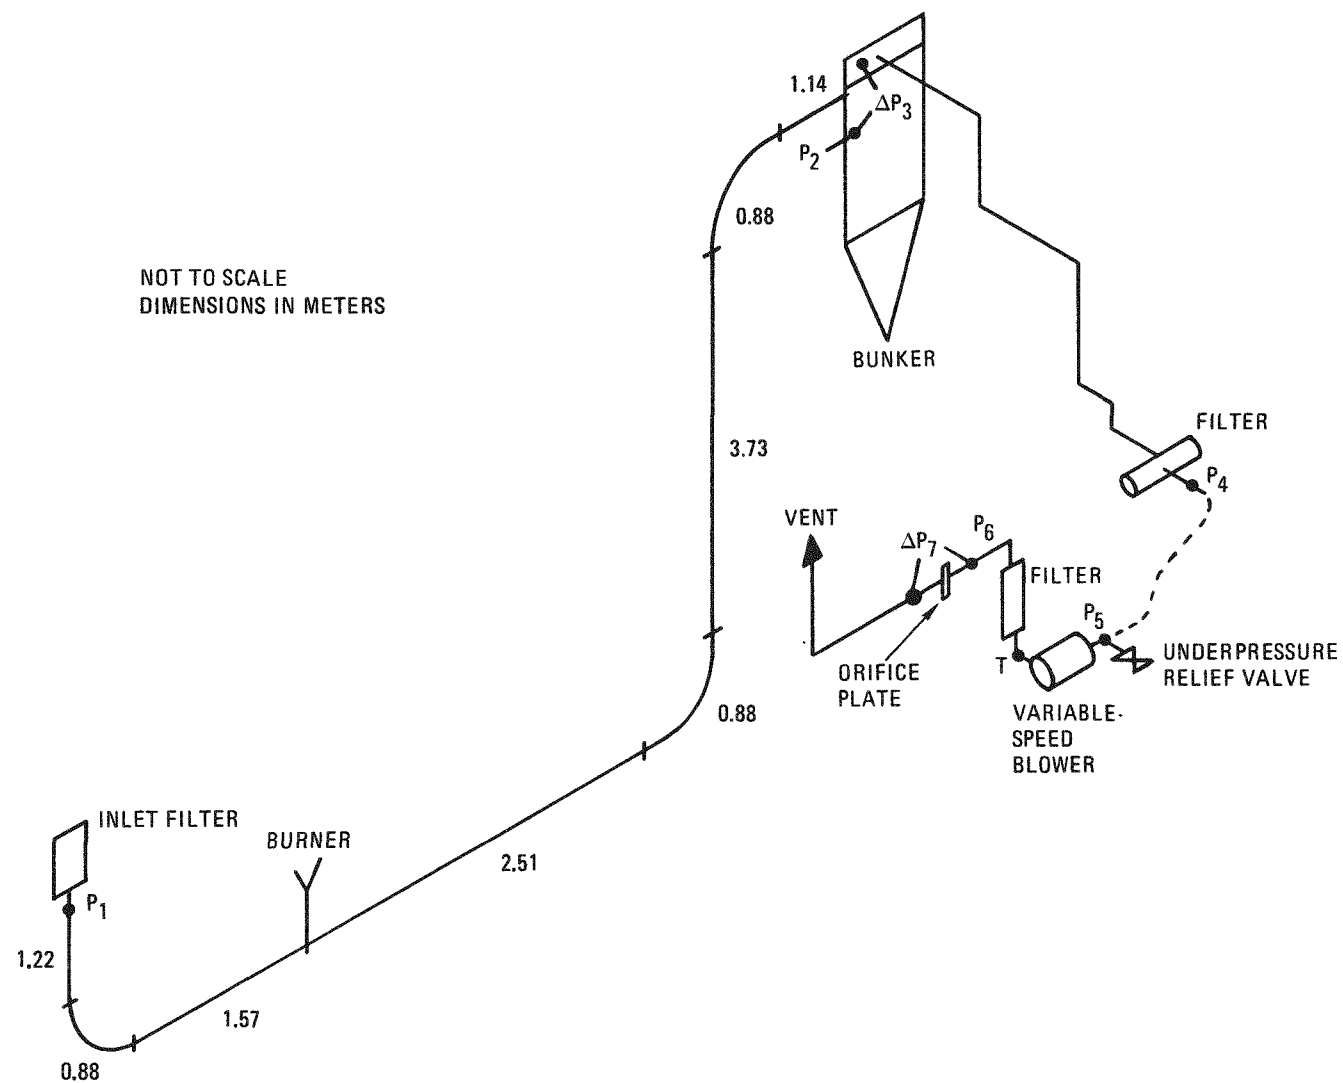 1.14
ΔP3
P2
0.88
NOT TO SCALE
DIMENSIONS IN METERS
BUNKER
3.73
FILTER
P4
VENT
P6
ΔP7
FILTER
P5
ORIFICE
PLATE
T
UNDERPRESSURE
RELIEF VALVE
0.88
VARIABLE-
SPEED
BLOWER
INLET FILTER
BURNER
2.51
P1
1.22
1.57
0.88